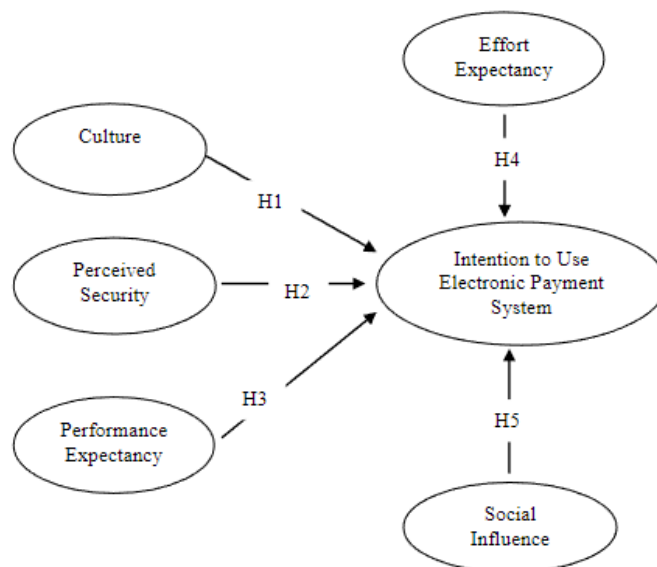 Effort
Expectancy
Culture
H4
H1
Perceived
Security
H2
Intention to Use
Electronic Payment
System
H3
Performance
Expectancy
H5
Social
Influence